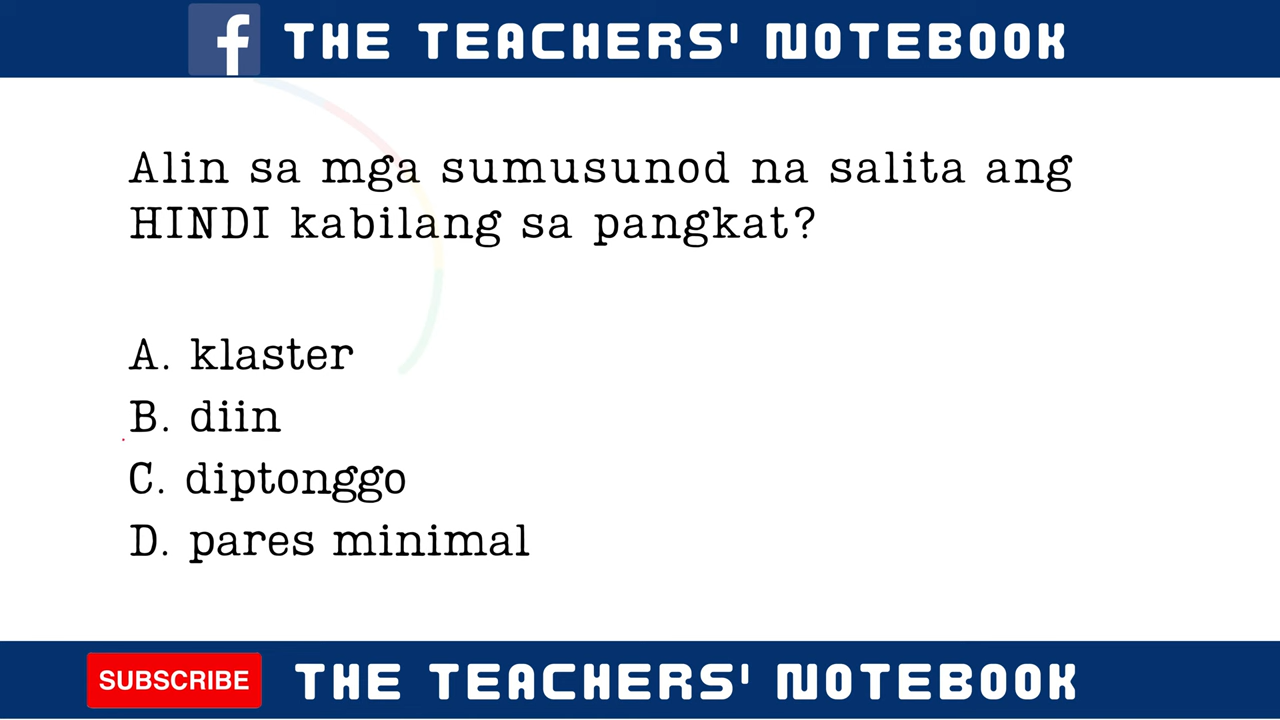 f THE TEACHERS' NOTEBOOK
Alin sa mga sumusunod na salita ang
HINDI kabilang sa pangkat?
A. klaster
B. diin
C. diptonggo
D. pares minimal
SUBSCRIBE THE TEACHERS' NOTEBOOK